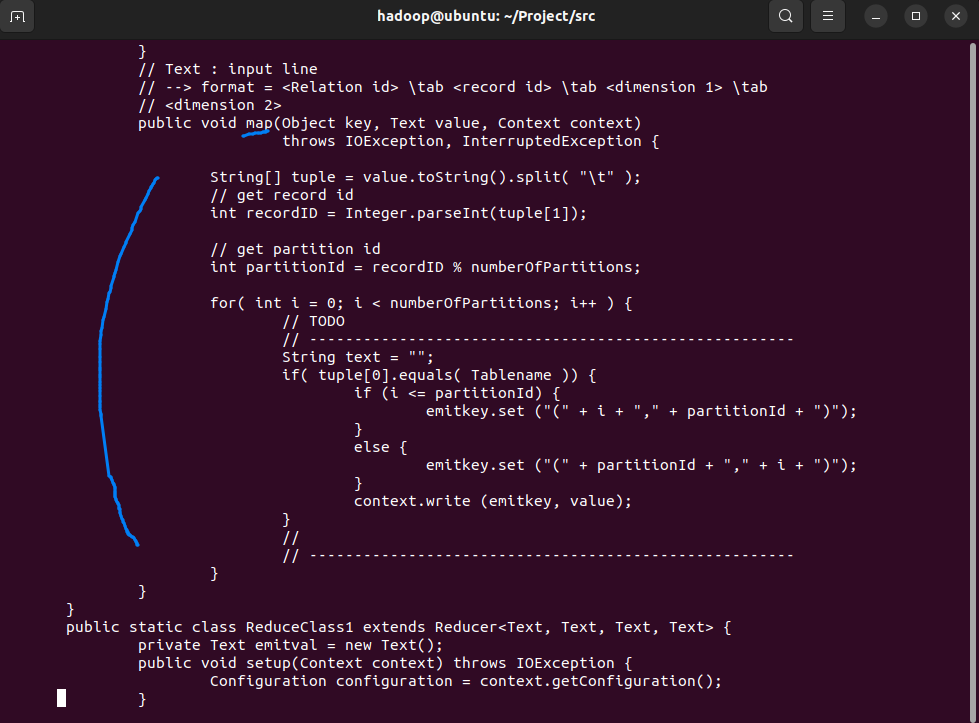 hadoop@ubuntu: ~/Project/src
}
// Text : input line
// --> format = <Relation id> \tab <record id> \tab <dimension 1> \tab
// <dimension 2>
public void map(Object key, Text value, Context context)
throws IOException, InterruptedException {
String[] tuple = value.toString().split( "\t" );
// get record id
int recordID = Integer.parseInt(tuple[1]);
// get partition id
int partitionId = recordID % numberOfPartitions;
for( int i = 0; i < numberOfPartitions; i++ ) {
// TODO
// ------------------------------------------------------
String text = "";
if( tuple[0].equals( Tablename )) {
if (i <= partitionId) {
emitkey.set ("(" + i + "," + partitionId + ")");
}
else {
emitkey.set ("(" + partitionId + "," + i + ")");
}
context.write (emitkey, value);
}
//
// ------------------------------------------------------
}
}
}
public static class ReduceClass1 extends Reducer<Text, Text, Text, Text> {
private Text emitval = new Text();
public void setup(Context context) throws IOException {
Configuration configuration = context.getConfiguration();
}